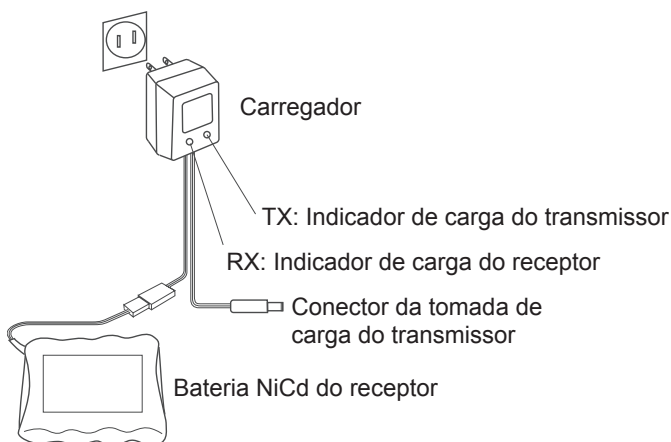 Carregador
TX: Indicador de carga do transmissor
RX: Indicador de carga do receptor
Conector da tomada de
carga do transmissor
Bateria NiCd do receptor